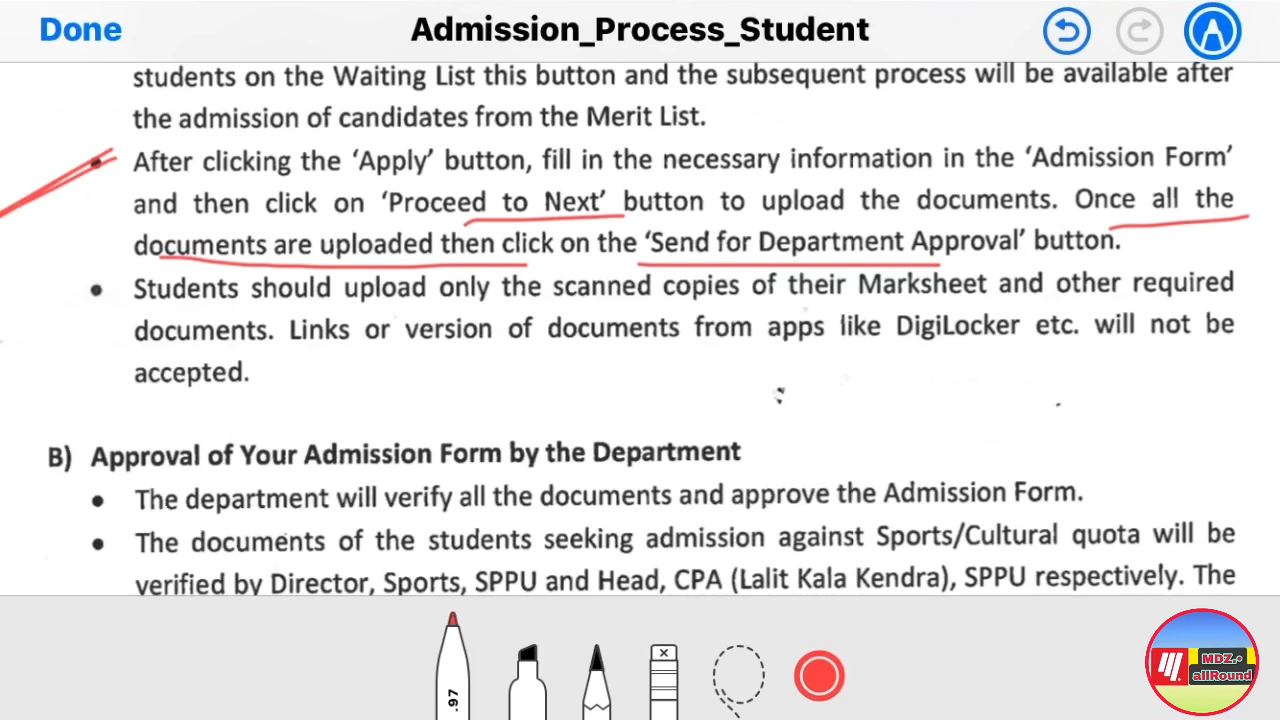 Done
Admission_Process_Student
students on the Waiting List this button and the subsequent process will be available after
the admission of candidates from the Merit List.
• After clicking the ‘Apply’ button, fill in the necessary information in the ‘Admission Form’
and then click on ‘Proceed to Next’ button to upload the documents. Once all the
documents are uploaded then click on the ‘Send for Department Approval’ button.
• Students should upload only the scanned copies of their Marksheet and other required
documents. Links or version of documents from apps like DigiLocker etc. will not be
accepted.
B) Approval of Your Admission Form by the Department
• The department will verify all the documents and approve the Admission Form.
• The documents of the students seeking admission against Sports/Cultural quota will be
verified by Director, Sports, SPPU and Head, CPA (Lalit Kala Kendra), SPPU respectively. The
.97
MDZ.
allRound